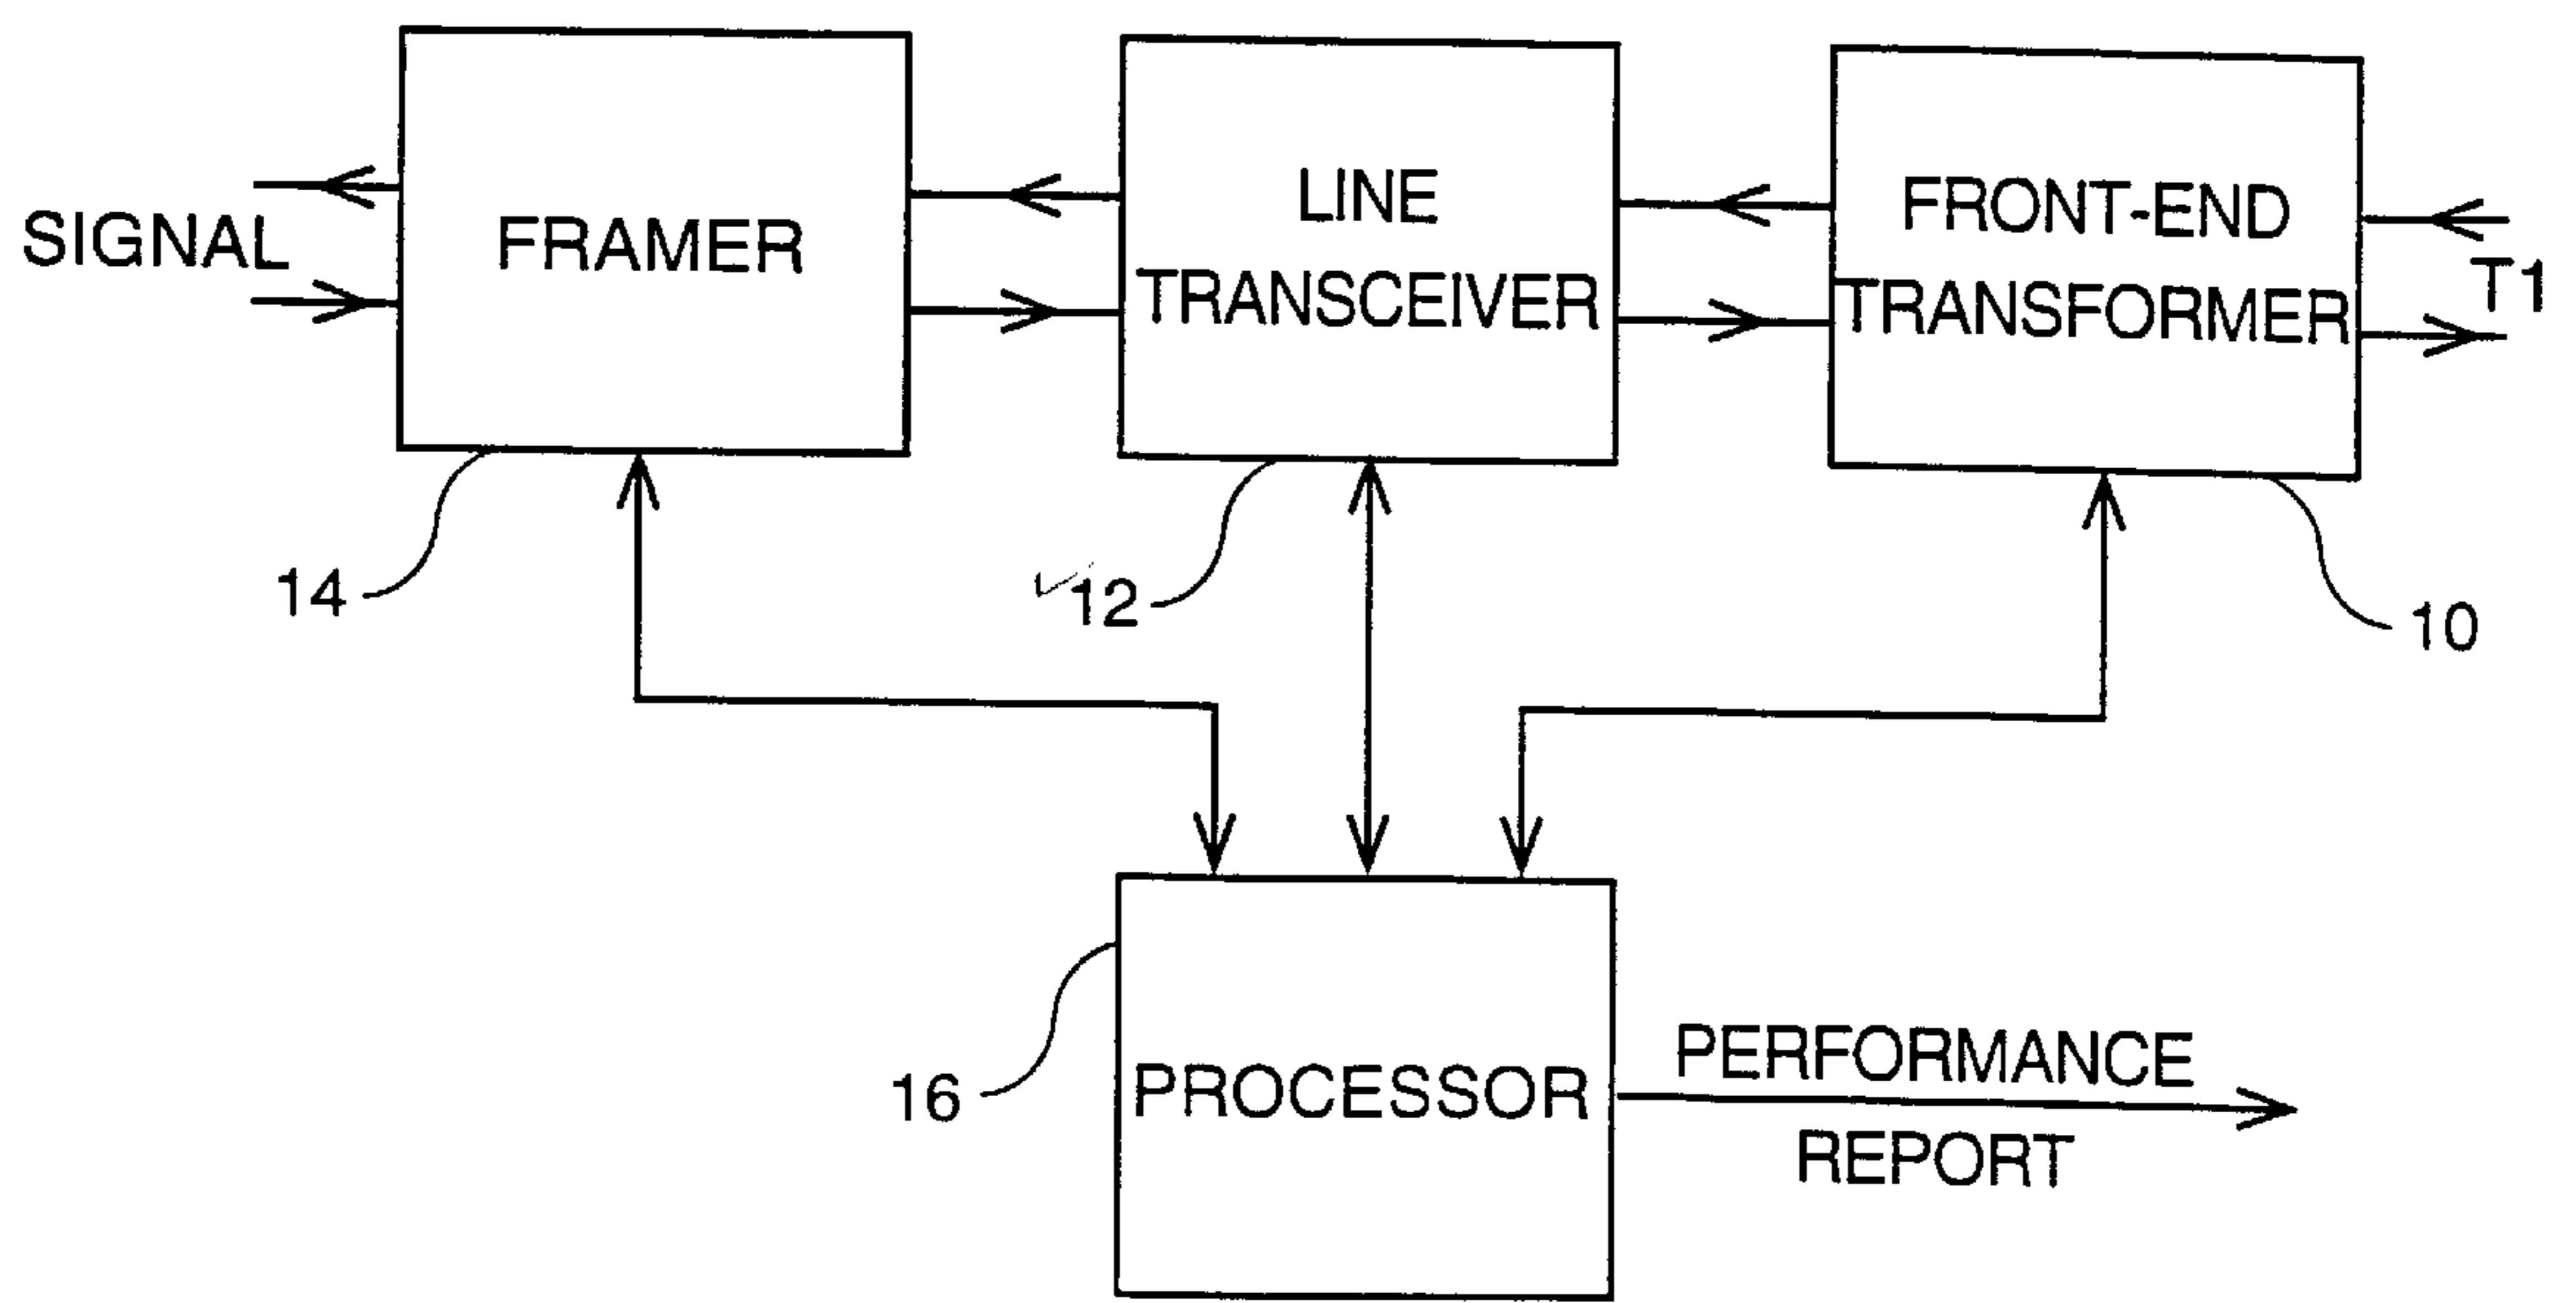 SIGNAL
FRAMER
LINE
TRANSCEIVER
FRONT-END
TRANSFORMER
T1
14
12
10
16
PROCESSOR
PERFORMANCE
REPORT